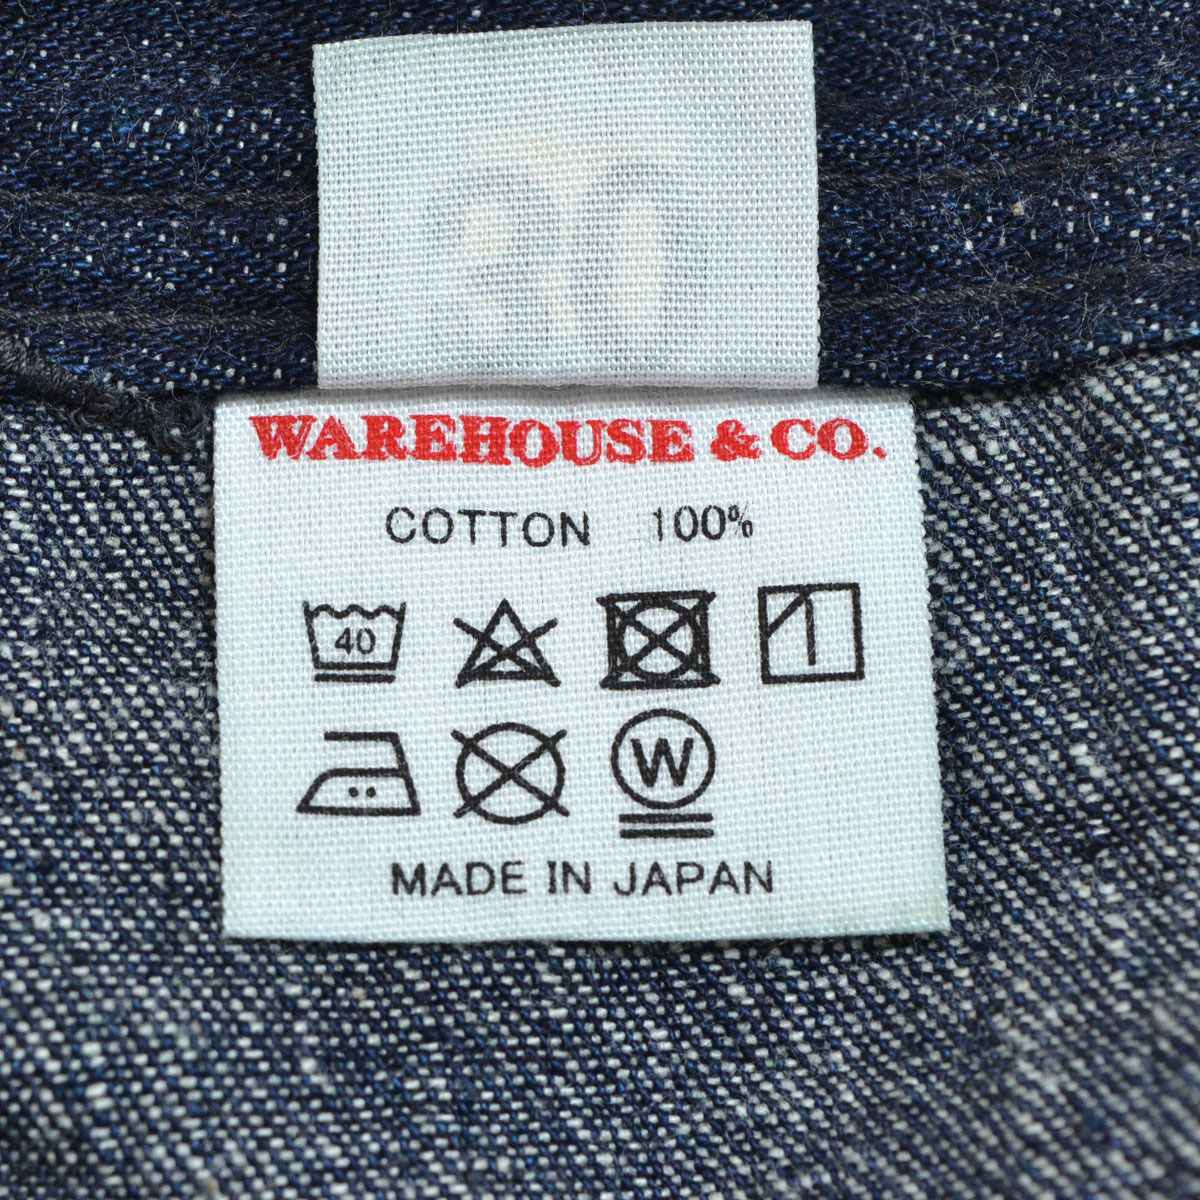 WAREHOUSE & CO.
COTTON 100%
40
W
MADE IN JAPAN